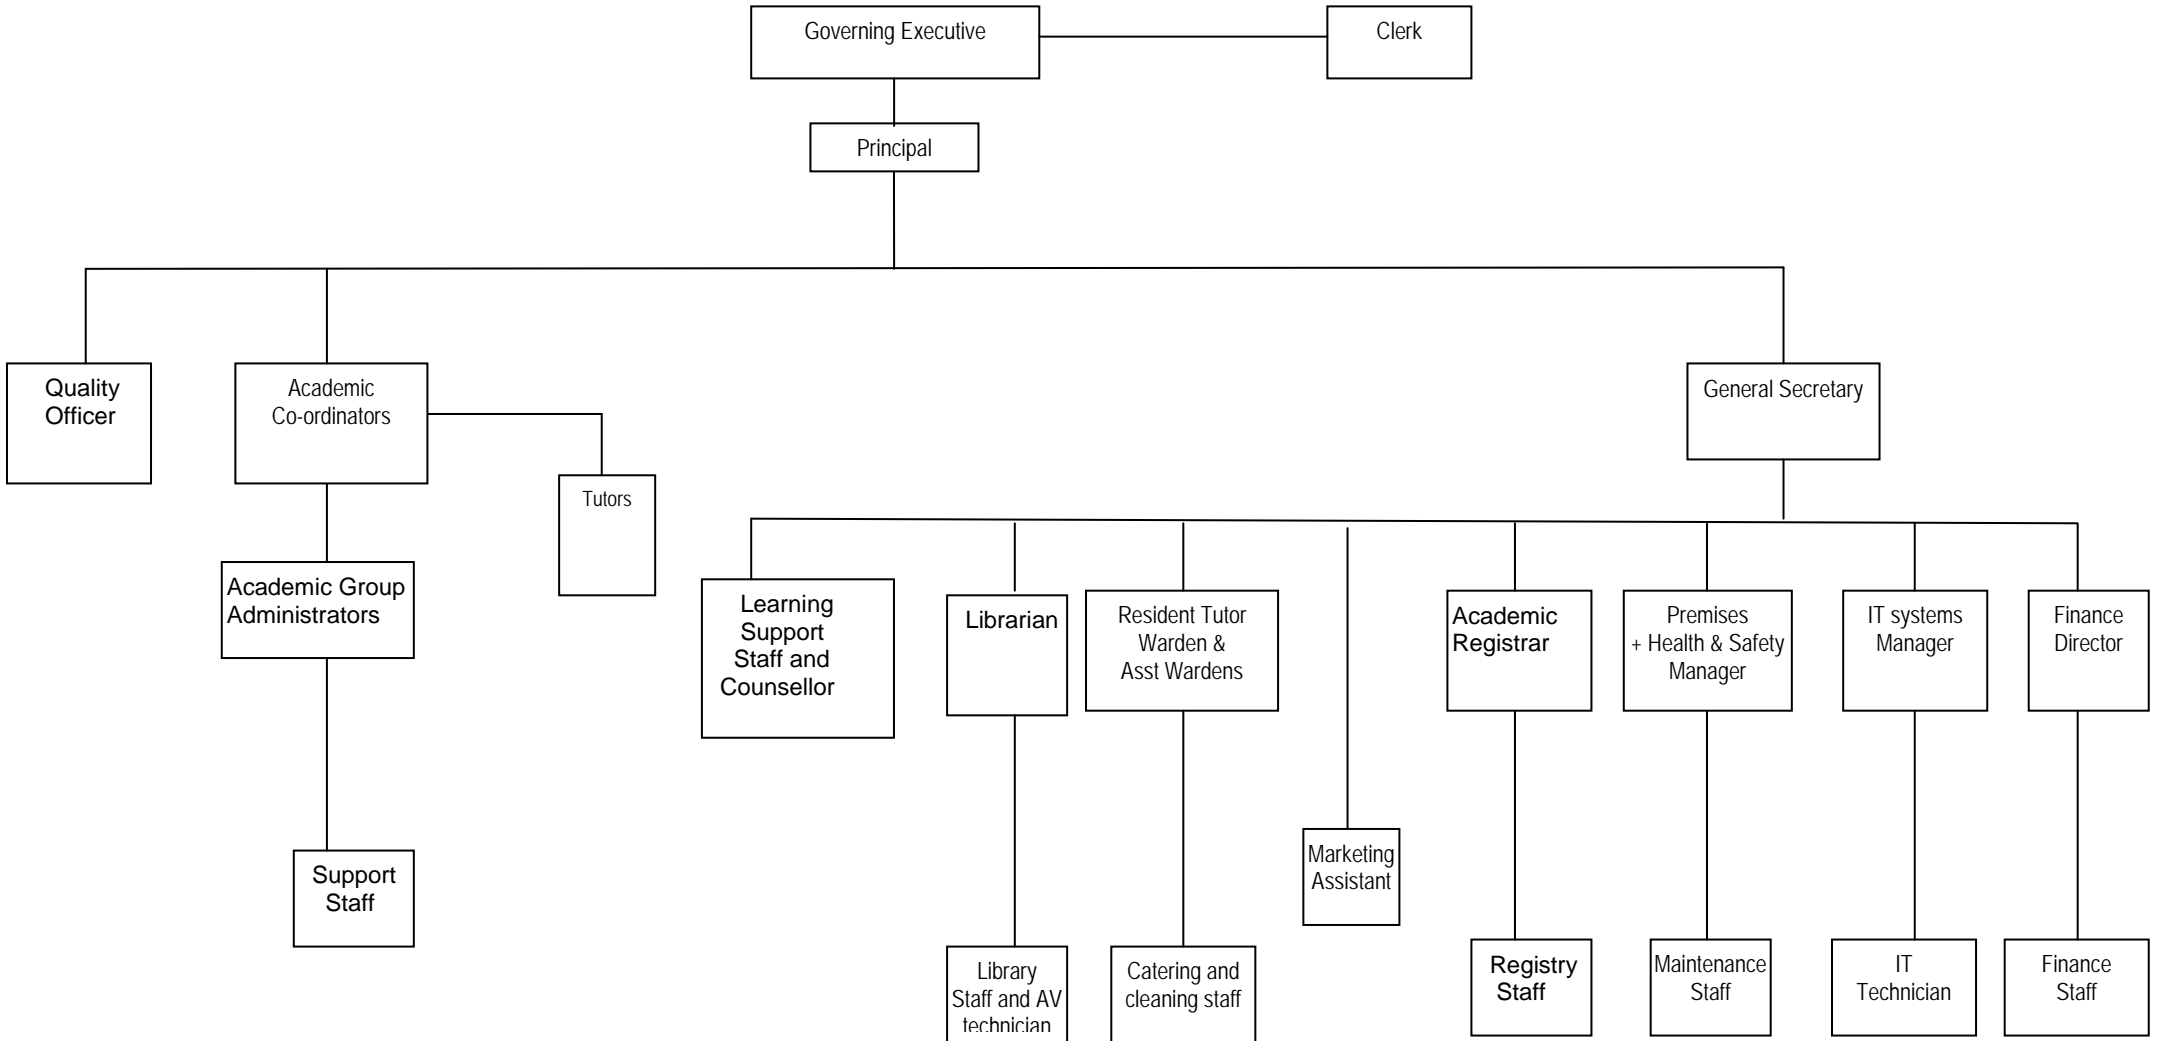 Governing Executive
Clerk
Principal
Quality
Officer
Academic
Co-ordinators
General Secretary
Tutors
Academic Group
Administrators
Learning
Support
Staff and
Counsellor
Librarian
Resident Tutor
Warden &
Asst Wardens
Academic
Registrar
Premises
+ Health & Safety
Manager
IT systems
Manager
Finance
Director
Marketing
Assistant
Support
Staff
Library
Staff and AV
technician
Catering and
cleaning staff
Registry
Staff
Maintenance
Staff
IT
Technician
Finance
Staff